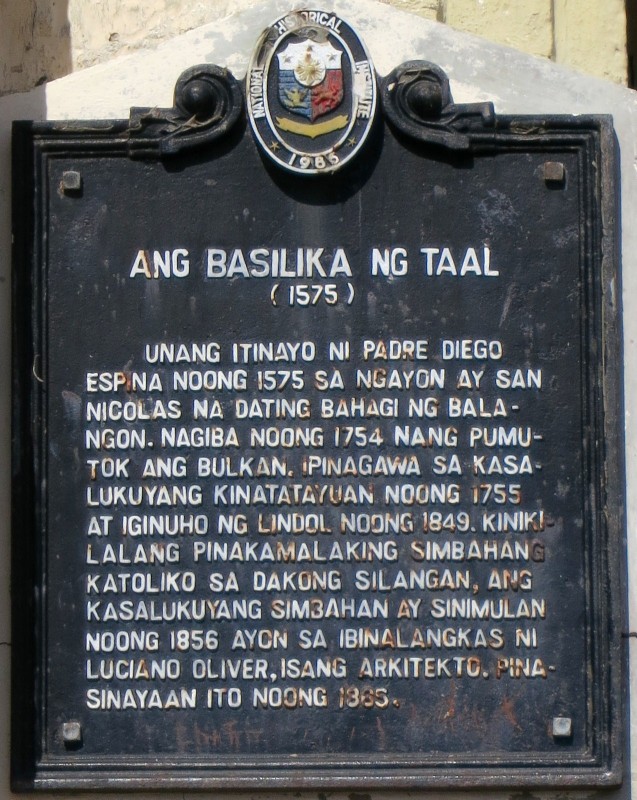 NATIONAL HISTORICAL INSTITUTE
1985
ANG BASILIKA NG TAAL
(1575)
UNANG ITINAYO NI PADRE DIEGO
ESPINA NOONG 1575 SA NGAYON AY SAN
NICOLAS NA DATING BAHAGI NG BALA-
NGON. NAGIBA NOONG 1754 NANG PUMU-
TOK ANG BULKAN. IPINAGAWA SA KASA-
LUKUYANG KINATATAYUAN NOONG 1755
AT IGINUHO NG LINDOL NOONG 1849. KINIKI-
LALANG PINAKAMALAKING SIMBAHANG
KATOLIKO SA DAKONG SILANGAN, ANG
KASALUKUYANG SIMBAHAN AY SINIMULAN
NOONG 1856 AYON SA IBINALANGKAS NI
LUCIANO OLIVER, ISANG ARKITEKTO. PINA-
SINAYAAN ITO NOONG 1865.